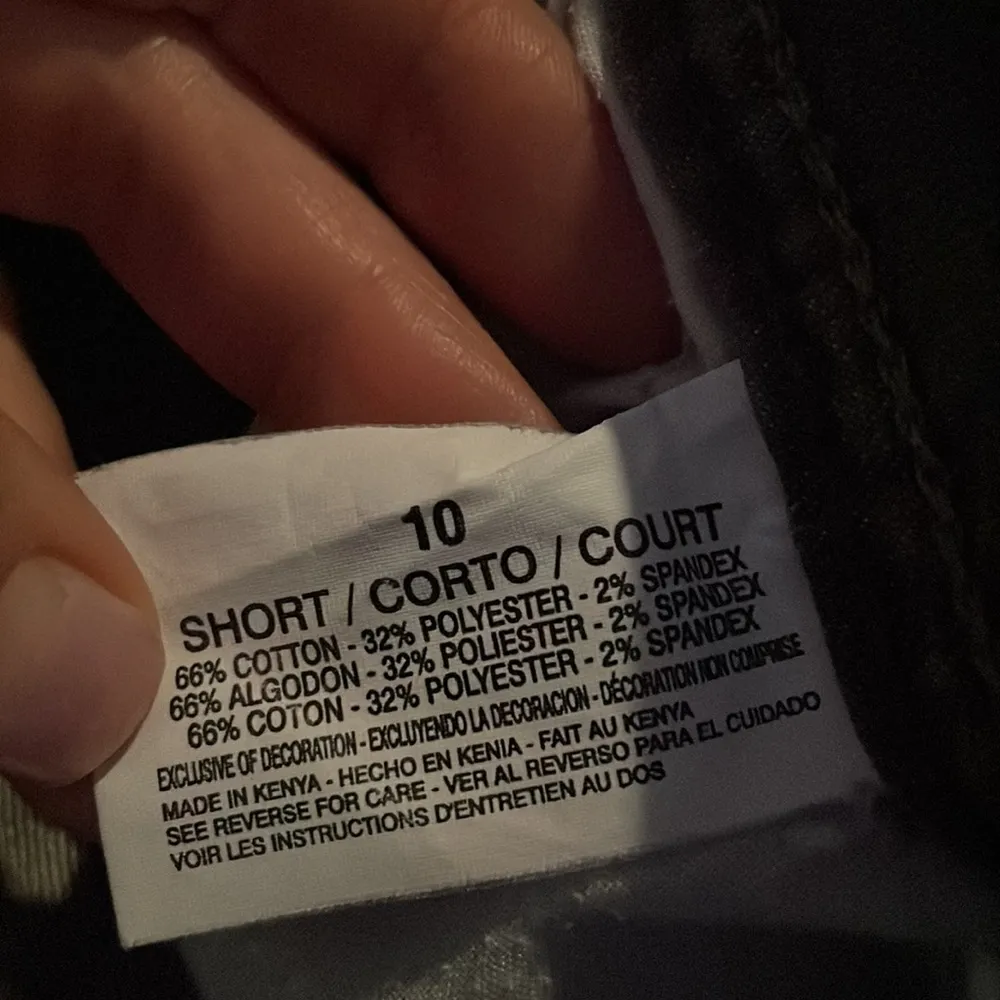 10
SHORT / CORTO / COURT
66% COTTON - 32% POLYESTER - 2% SPANDEX
66% ALGODON - 32% POLIESTER - 2% SPANDEX
66% COTON - 32% POLYESTER - 2% SPANDEX
EXCLUSIVE OF DECORATION - EXCLUYENDO LA DECORACION - DÉCORATION NON COMPRISE
MADE IN KENYA - HECHO EN KENIA - FAIT AU KENYA
SEE REVERSE FOR CARE - VER AL REVERSO PARA EL CUIDADO
VOIR LES INSTRUCTIONS D'ENTRETIEN AU DOS